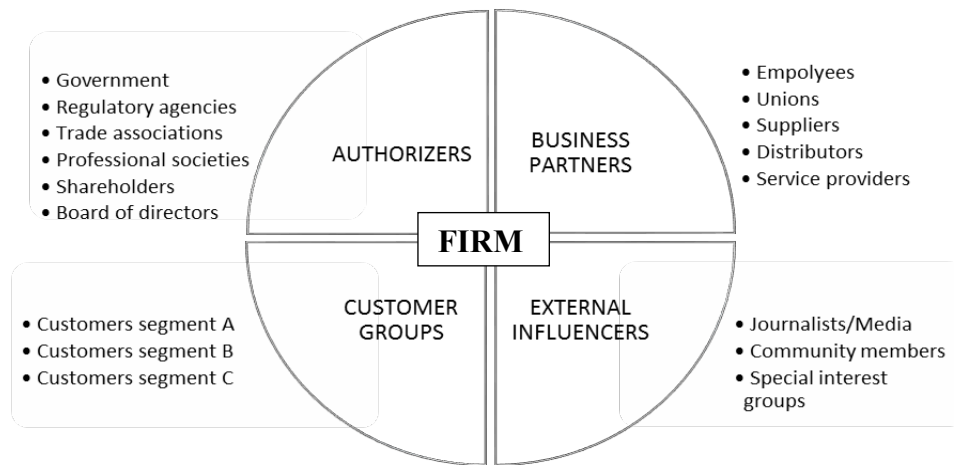 • Government
• Regulatory agencies
• Trade associations
• Professional societies
• Shareholders
• Board of directors
AUTHORIZERS
BUSINESS
PARTNERS
• Empolyees
• Unions
• Suppliers
• Distributors
• Service providers
FIRM
• Customers segment A
• Customers segment B
• Customers segment C
CUSTOMER
GROUPS
EXTERNAL
INFLUENCERS
• Journalists/Media
• Community members
• Special interest
groups